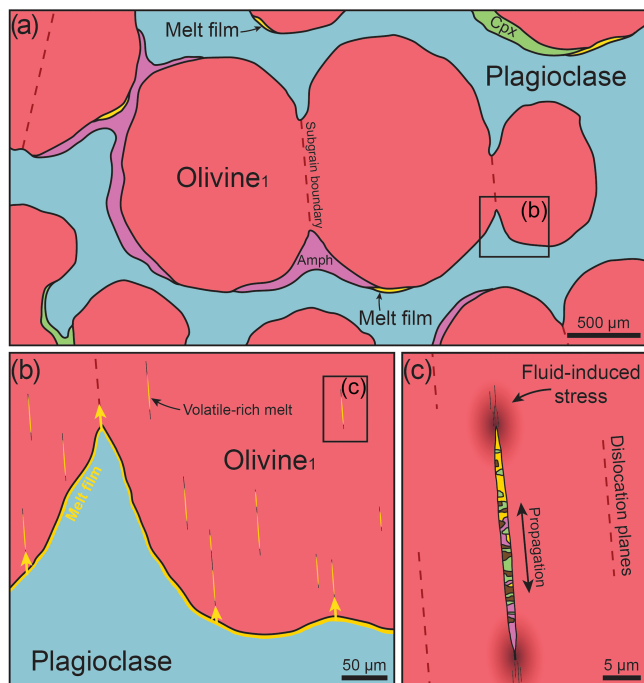 (a)
Melt film
Cpx
Plagioclase
Olivine1
Subgrain boundary
(b)
Amph
Melt film
500 µm
(b)
(c)
Volatile-rich melt
Olivine1
Melt film
Plagioclase
50 µm
(c)
Fluid-induced
stress
Dislocation planes
Propagation
5 µm